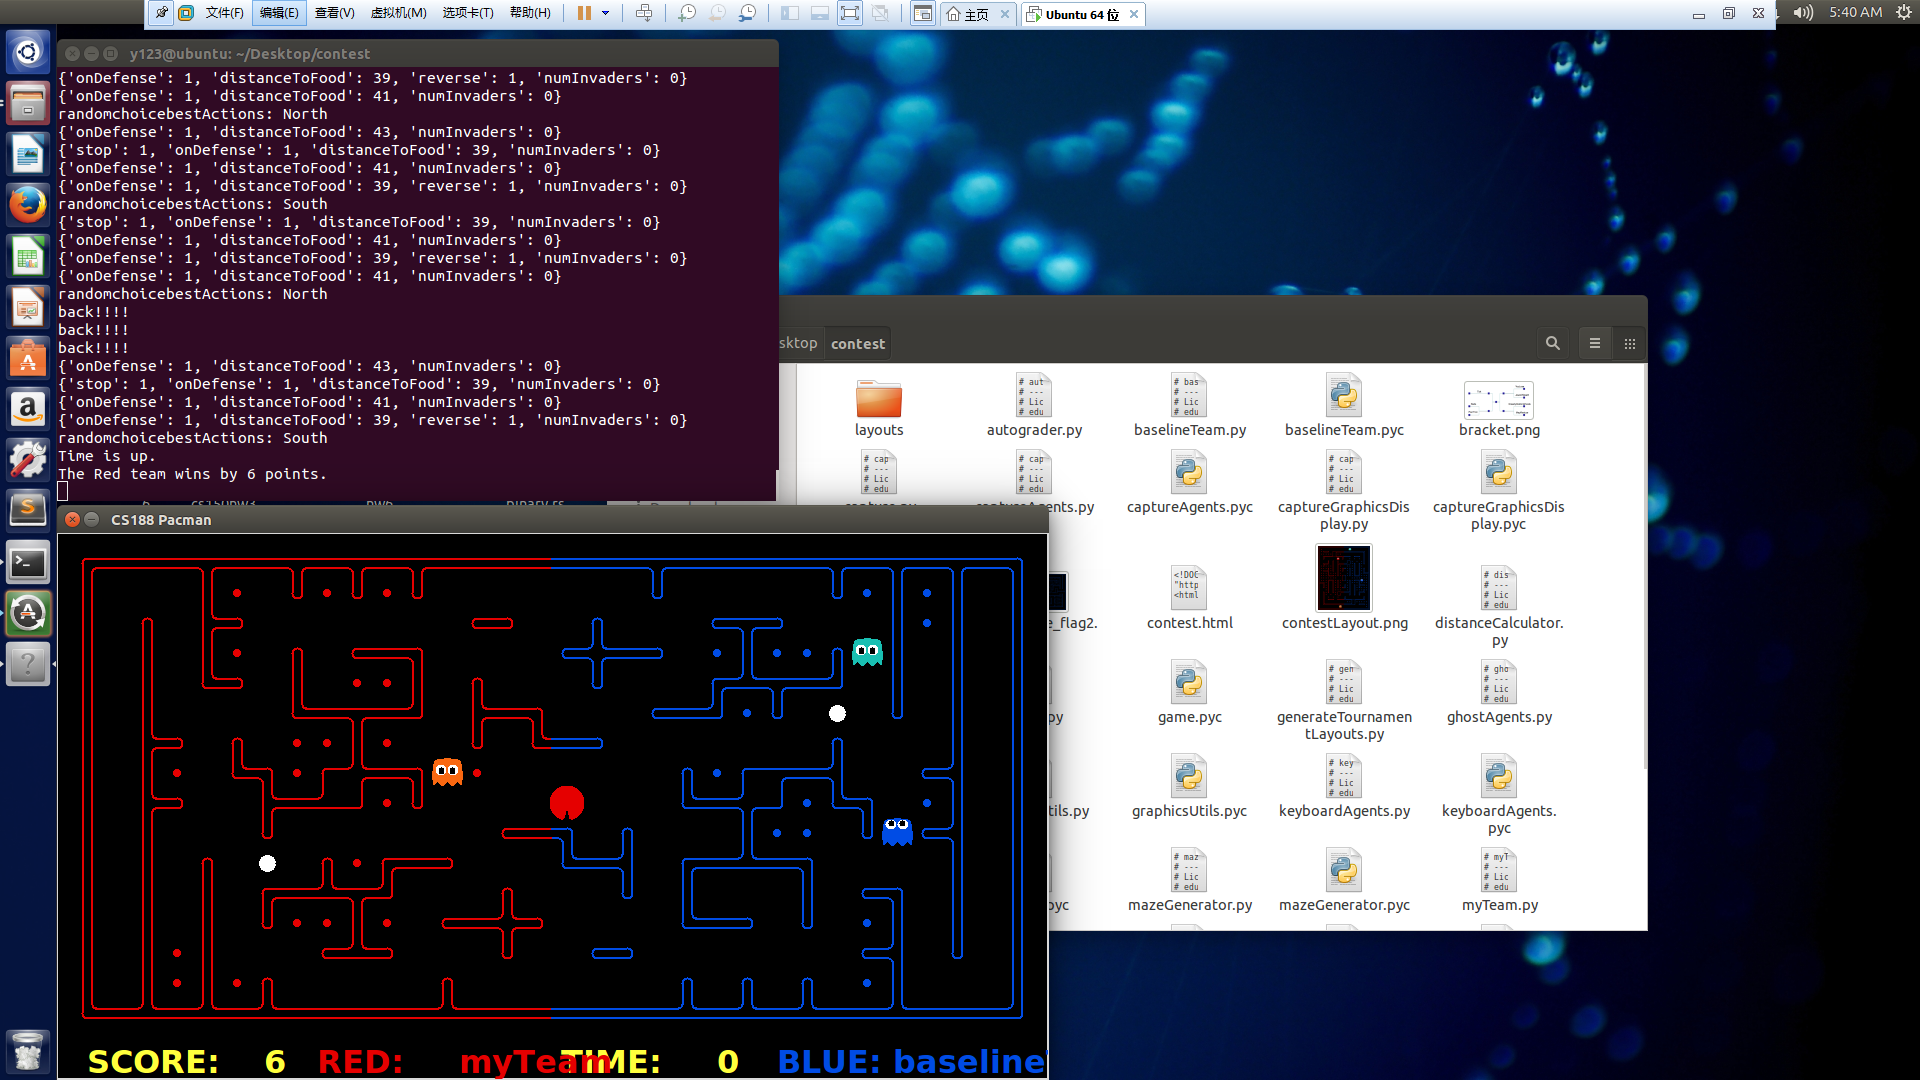 文件(F) 编辑(E) 查看(V) 虚拟机(M) 选项卡(T) 帮助(H) 主页 Ubuntu 64 位 5:40 AM
y123@ubuntu: ~/Desktop/contest
{'onDefense': 1, 'distanceToFood': 39, 'reverse': 1, 'numInvaders': 0}
{'onDefense': 1, 'distanceToFood': 41, 'numInvaders': 0}
randomchoicebestActions: North
{'onDefense': 1, 'distanceToFood': 43, 'numInvaders': 0}
{'stop': 1, 'onDefense': 1, 'distanceToFood': 39, 'numInvaders': 0}
{'onDefense': 1, 'distanceToFood': 41, 'numInvaders': 0}
{'onDefense': 1, 'distanceToFood': 39, 'reverse': 1, 'numInvaders': 0}
randomchoicebestActions: South
{'stop': 1, 'onDefense': 1, 'distanceToFood': 39, 'numInvaders': 0}
{'onDefense': 1, 'distanceToFood': 41, 'numInvaders': 0}
{'onDefense': 1, 'distanceToFood': 39, 'reverse': 1, 'numInvaders': 0}
{'onDefense': 1, 'distanceToFood': 41, 'numInvaders': 0}
randomchoicebestActions: North
back!!!!
back!!!!
back!!!!
{'onDefense': 1, 'distanceToFood': 43, 'numInvaders': 0}
{'stop': 1, 'onDefense': 1, 'distanceToFood': 39, 'numInvaders': 0}
{'onDefense': 1, 'distanceToFood': 41, 'numInvaders': 0}
{'onDefense': 1, 'distanceToFood': 39, 'reverse': 1, 'numInvaders': 0}
randomchoicebestActions: South
Time is up.
The Red team wins by 6 points.
sktop contest
layouts autograder.py baselineTeam.py baselineTeam.pyc bracket.png
captureAgents.pyc captureGraphicsDis
play.py captureGraphicsDis
play.pyc
e_flag2. contest.html contestLayout.png distanceCalculator.
py
py game.pyc generateTournamen
tLayouts.py ghostAgents.py
tils.py graphicsUtils.pyc keyboardAgents.py keyboardAgents.
pyc
pyc mazeGenerator.py mazeGenerator.pyc myTeam.py
CS188 Pacman
SCORE: 6 RED: myTeam TIME: 0 BLUE: baseline